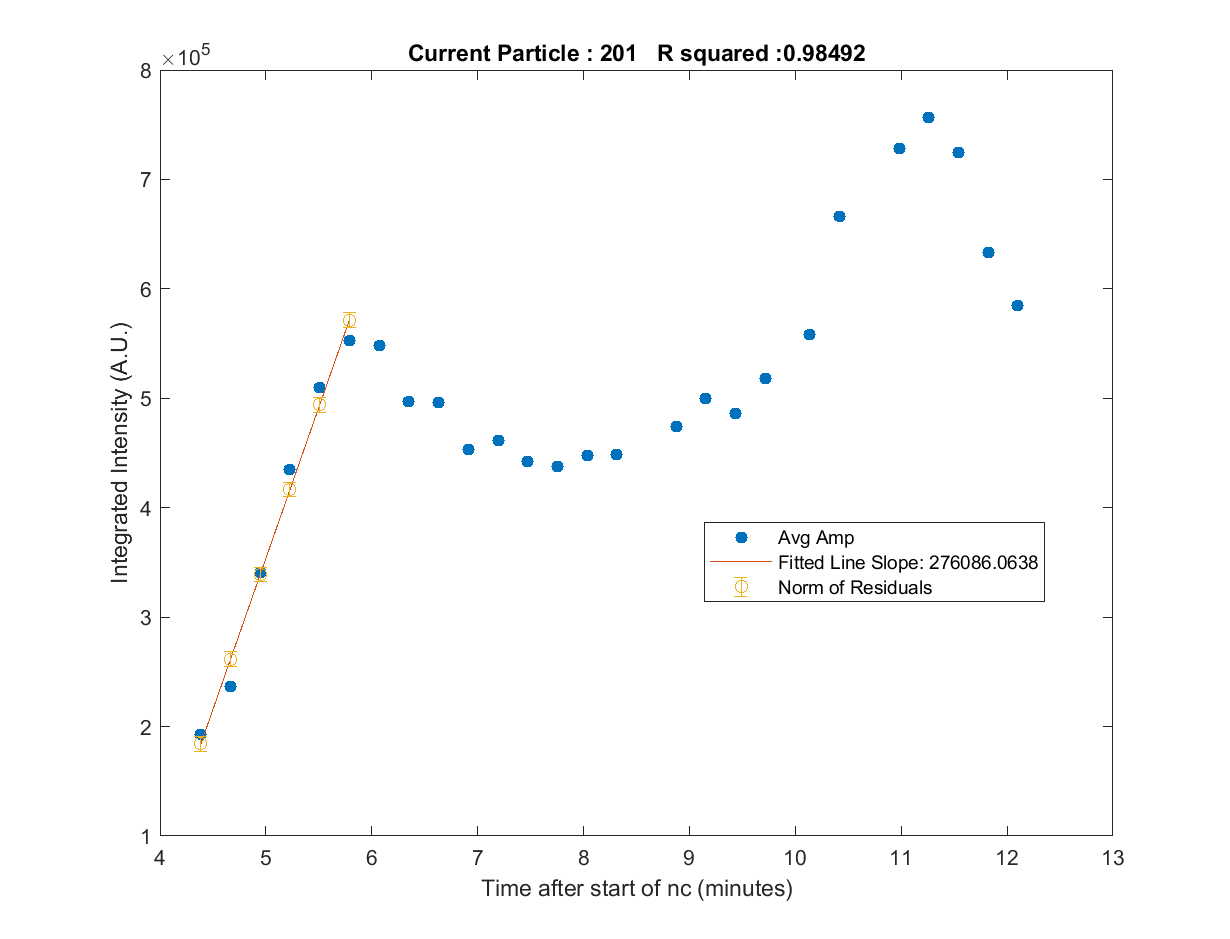 Current Particle : 201 R squared :0.98492
×10^5
8
7
6
5
4
3
2
1
Integrated Intensity (A.U.)
Avg Amp
Fitted Line Slope: 276086.0638
Norm of Residuals
4 5 6 7 8 9 10 11 12 13
Time after start of nc (minutes)